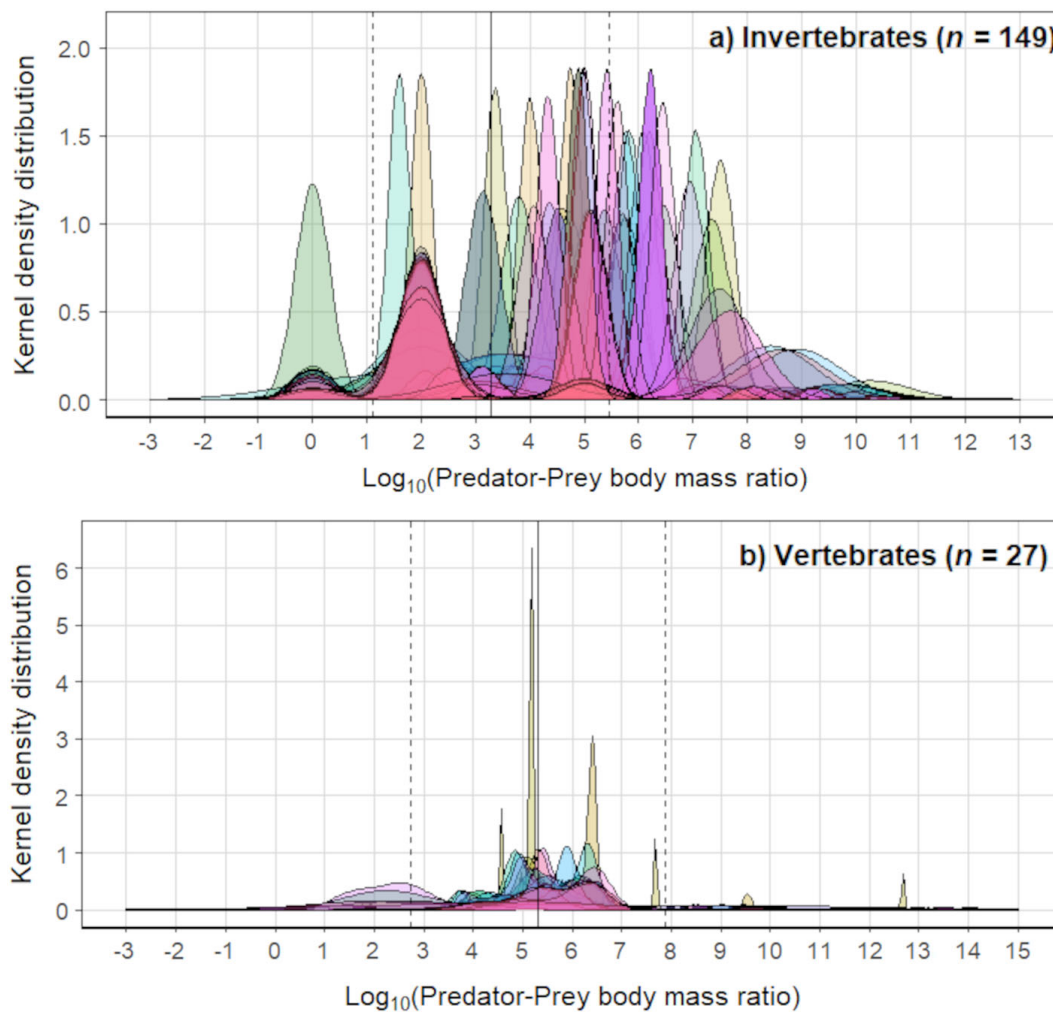 a) Invertebrates (n = 149)
Kernel density distribution
2.0
1.5
1.0
0.5
0.0
-3 -2 -1 0 1 2 3 4 5 6 7 8 9 10 11 12 13
Log10(Predator-Prey body mass ratio)
b) Vertebrates (n = 27)
Kernel density distribution
6
5
4
3
2
1
0
-3 -2 -1 0 1 2 3 4 5 6 7 8 9 10 11 12 13 14 15
Log10(Predator-Prey body mass ratio)